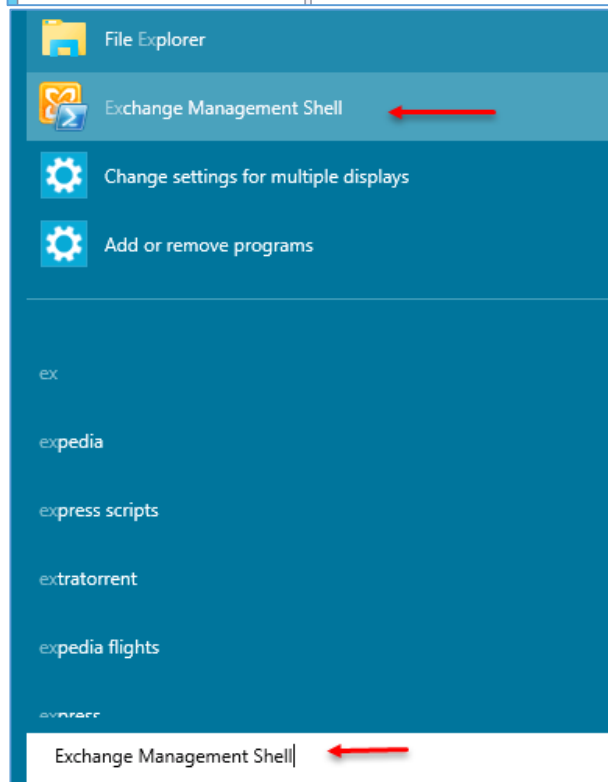 File Explorer
Exchange Management Shell
Change settings for multiple displays
Add or remove programs
ex
expedia
express scripts
extratorrent
expedia flights
express
Exchange Management Shell